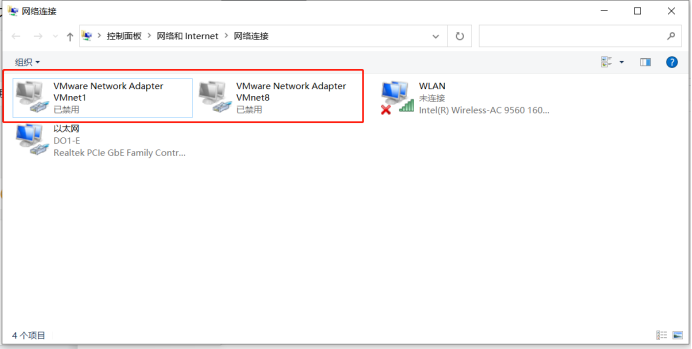 网络连接
控制面板 > 网络和 Internet > 网络连接
组织
VMware Network Adapter
VMnet1
已禁用
VMware Network Adapter
VMnet8
已禁用
WLAN
未连接
Intel(R) Wireless-AC 9560 160...
以太网
DO1-E
Realtek PCIe GbE Family Contr...
4 个项目